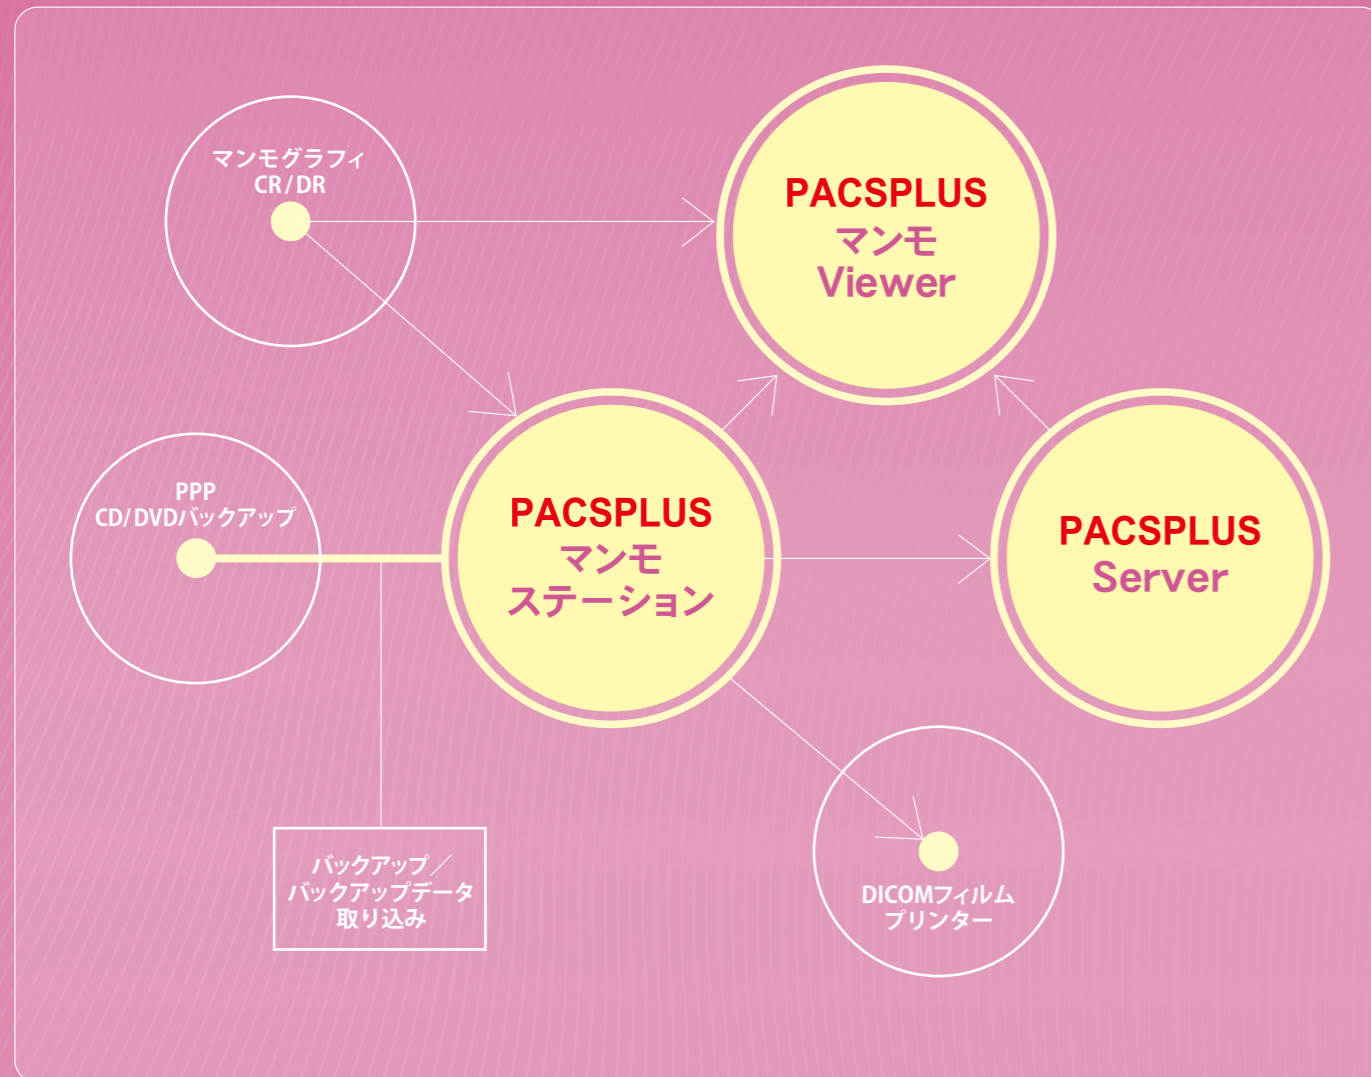 マンモグラフィ
CR/DR
PACSPLUS
マンモ
Viewer
PPP
CD/DVDバックアップ
PACSPLUS
マンモ
ステーション
PACSPLUS
Server
バックアップ／
バックアップデータ
取り込み
DICOMフィルム
プリンター